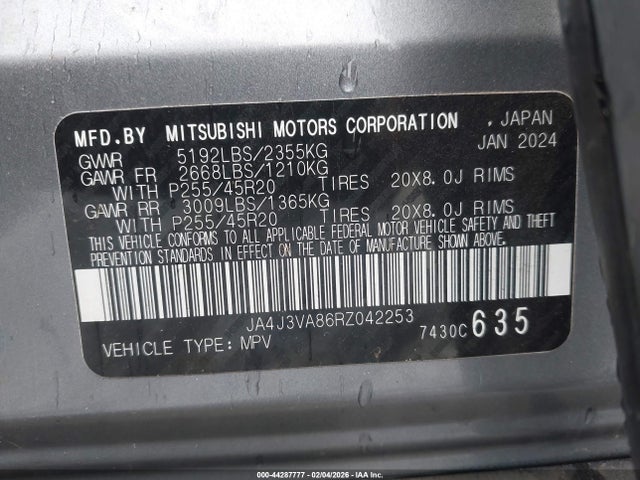 MFD.BY MITSUBISHI MOTORS CORPORATION . JAPAN
GVWR 5192LBS/2355KG JAN 2024
GAWR FR 2668LBS/1210KG
WITH P255/45R20 TIRES 20X8.0J RIMS
GAWR RR 3009LBS/1365KG
WITH P255/45R20 TIRES 20X8.0J RIMS
THIS VEHICLE CONFORMS TO ALL APPLICABLE FEDERAL MOTOR VEHICLE SAFETY AND THEFT
PREVENTION STANDARDS IN EFFECT ON THE DATE OF MANUFACTURE SHOWN ABOVE.
JA4J3VA86RZ042253
VEHICLE TYPE: MPV 7430C 635
000-44287777 - 02/04/2026 - IAA Inc.